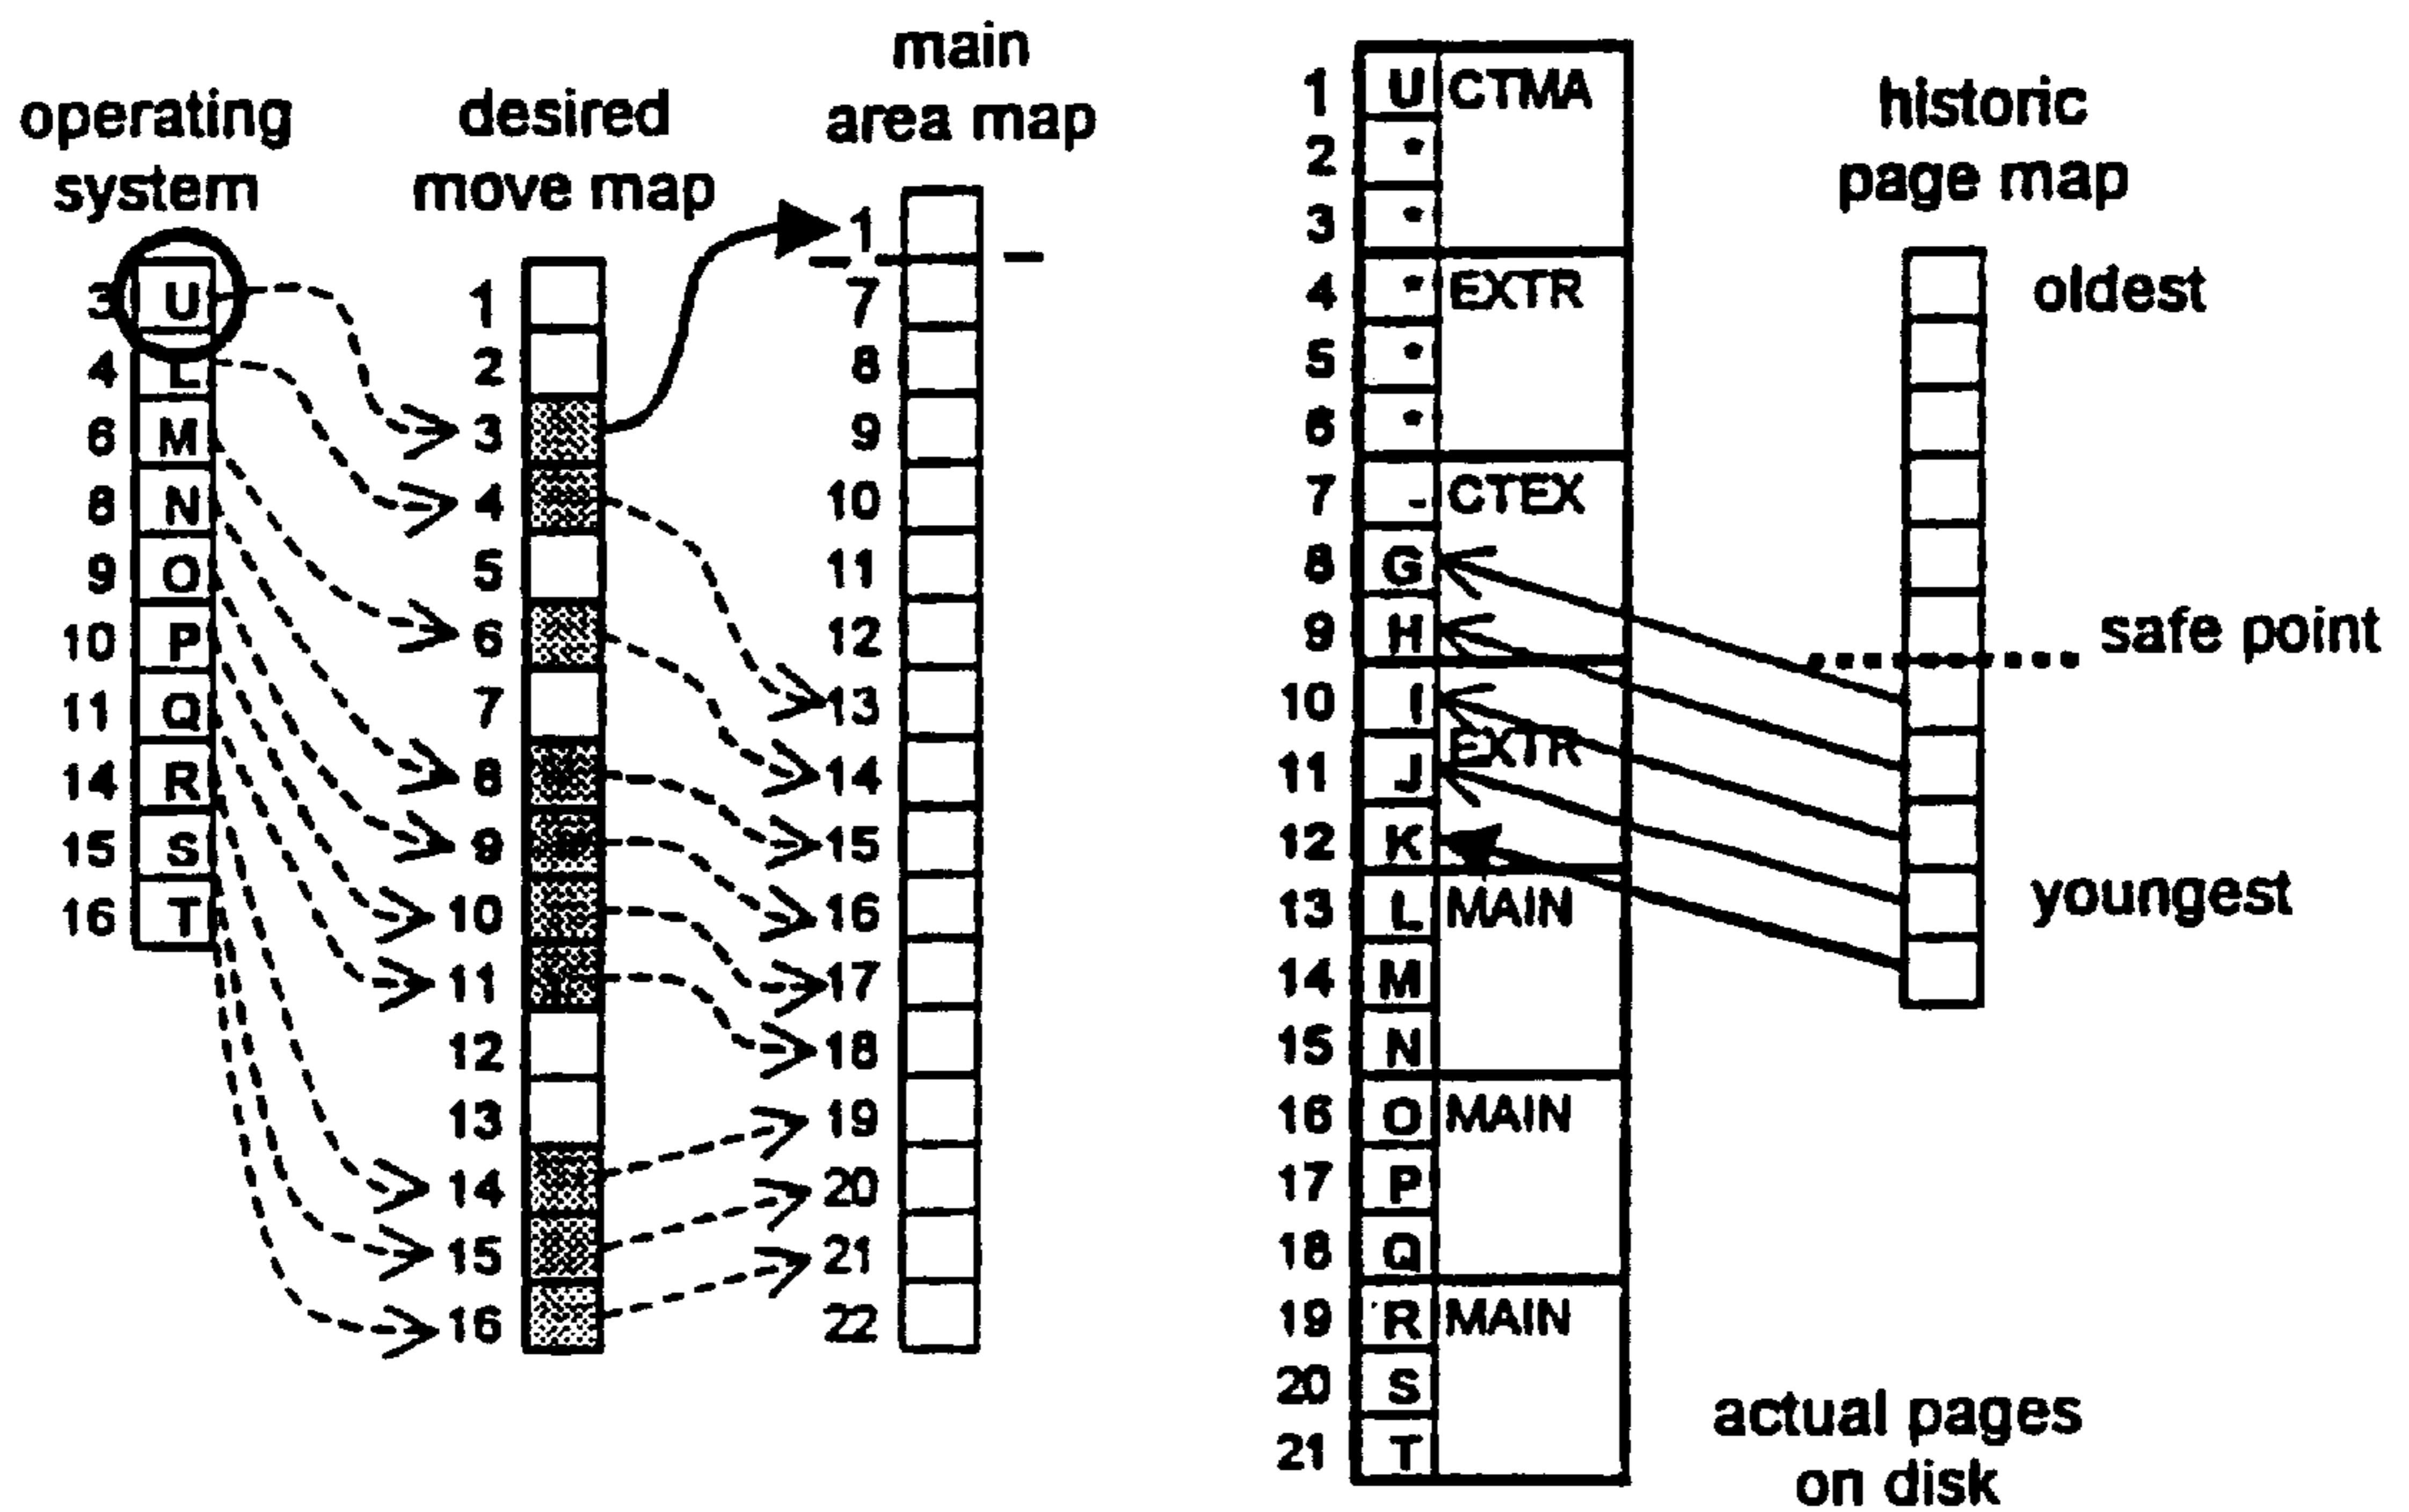 operating
system
3 U
4 L
6 M
8 N
9 O
10 P
11 Q
14 R
15 S
16 T
desired
move map
1
2
3
4
5
6
7
8
9
10
11
12
13
14
15
16
main
area map
1
7
8
9
10
11
12
13
14
15
16
17
18
19
20
21
22
1 U CTMA
2 *
3 *
4 * EXTR
5 *
6 *
7 - CTEX
8 G
9 H
10 I
EXTR
11 J
12 K
13 L MAIN
14 M
15 N
16 O MAIN
17 P
18 Q
19 R MAIN
20 S
21 T
actual pages
on disk
historic
page map
oldest
safe point
youngest